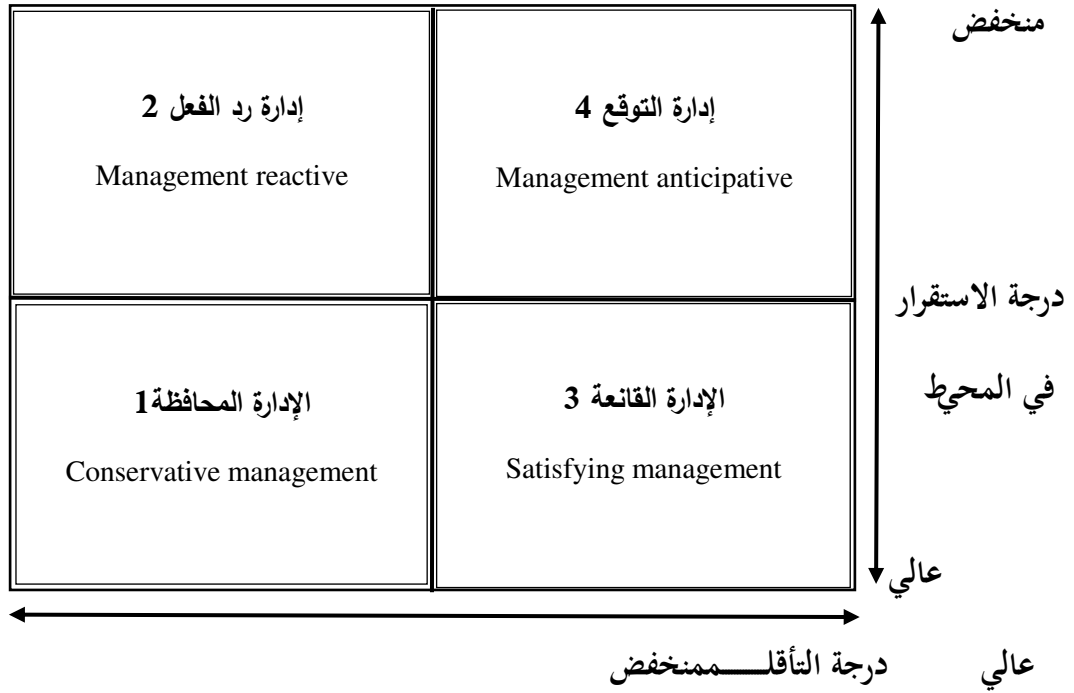 منخفض
إدارة رد الفعل 2
Management reactive
إدارة التوقع 4
Management anticipative
درجة الاستقرار
في المحيط
الإدارة المحافظة1
Conservative management
الإدارة القانعة 3
Satisfying management
عالي
عالي درجة التأقلـــــــممنخفض